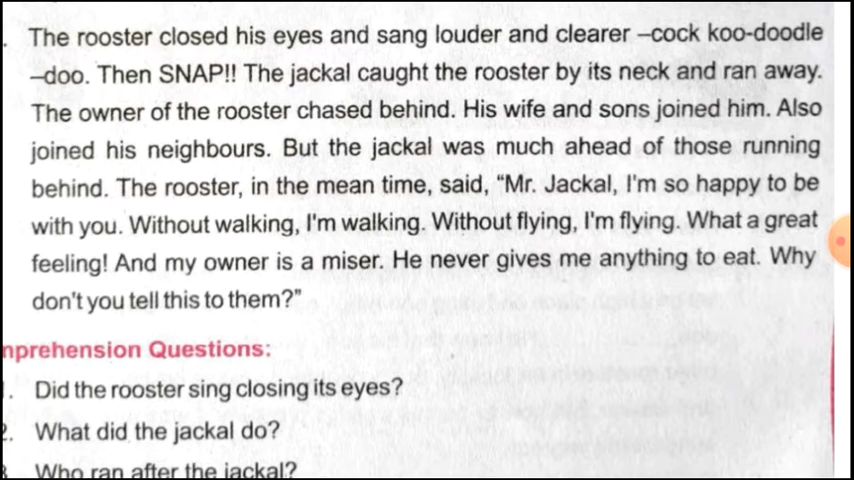 . The rooster closed his eyes and sang louder and clearer –cock koo-doodle
–doo. Then SNAP!! The jackal caught the rooster by its neck and ran away.
The owner of the rooster chased behind. His wife and sons joined him. Also
joined his neighbours. But the jackal was much ahead of those running
behind. The rooster, in the mean time, said, “Mr. Jackal, I'm so happy to be
with you. Without walking, I'm walking. Without flying, I'm flying. What a great
feeling! And my owner is a miser. He never gives me anything to eat. Why
don't you tell this to them?”
nprehension Questions:
. Did the rooster sing closing its eyes?
2. What did the jackal do?
3 Who ran after the jackal?